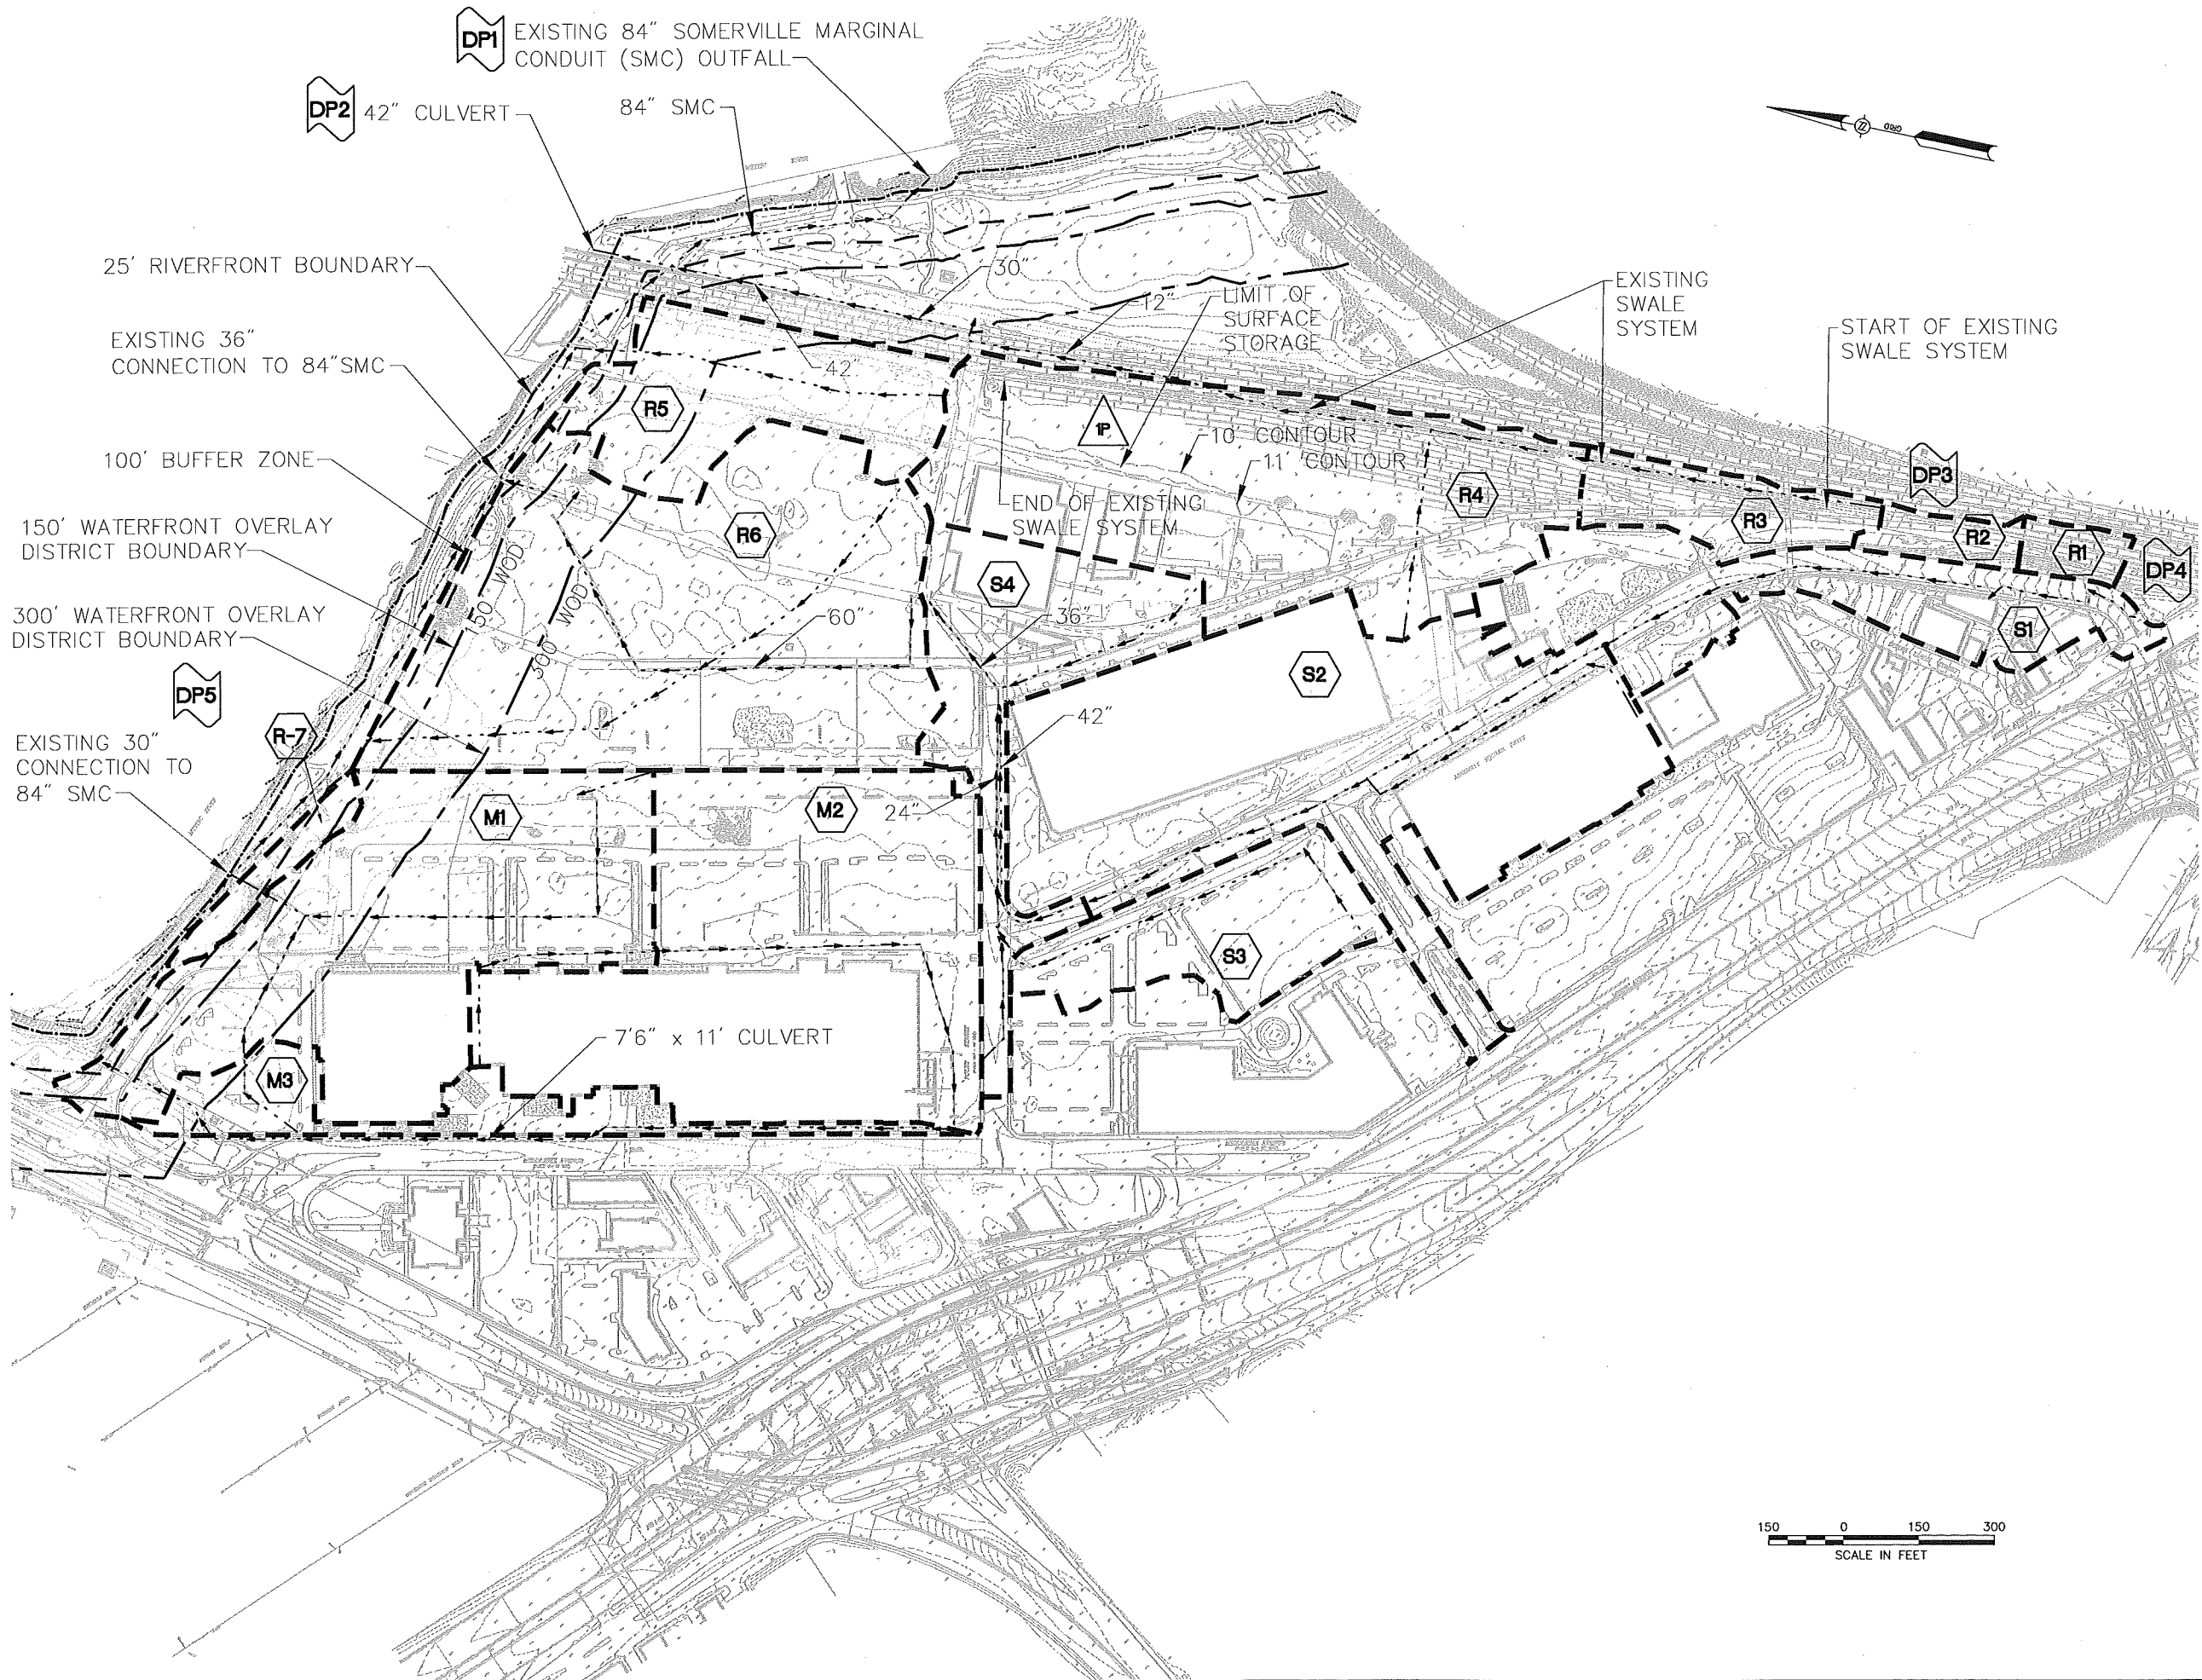 DP1
EXISTING 84" SOMERVILLE MARGINAL
CONDUIT (SMC) OUTFALL
DP2
42" CULVERT
84" SMC
GRID
25' RIVERFRONT BOUNDARY
30"
12"
LIMIT OF
SURFACE
STORAGE
EXISTING
SWALE
SYSTEM
START OF EXISTING
SWALE SYSTEM
EXISTING 36"
CONNECTION TO 84"SMC
42"
R5
1P
10' CONTOUR
11' CONTOUR
100' BUFFER ZONE
END OF EXISTING
SWALE SYSTEM
R4
DP3
R3
R2
R1
DP4
R6
150' WATERFRONT OVERLAY
DISTRICT BOUNDARY
150 WOD
300' WOD
S4
36"
60"
S1
300' WATERFRONT OVERLAY
DISTRICT BOUNDARY
S2
DP5
R-7
42"
EXISTING 30"
CONNECTION TO
84" SMC
M1
M2
24"
S3
7'6" x 11' CULVERT
M3
150 0 150 300
SCALE IN FEET